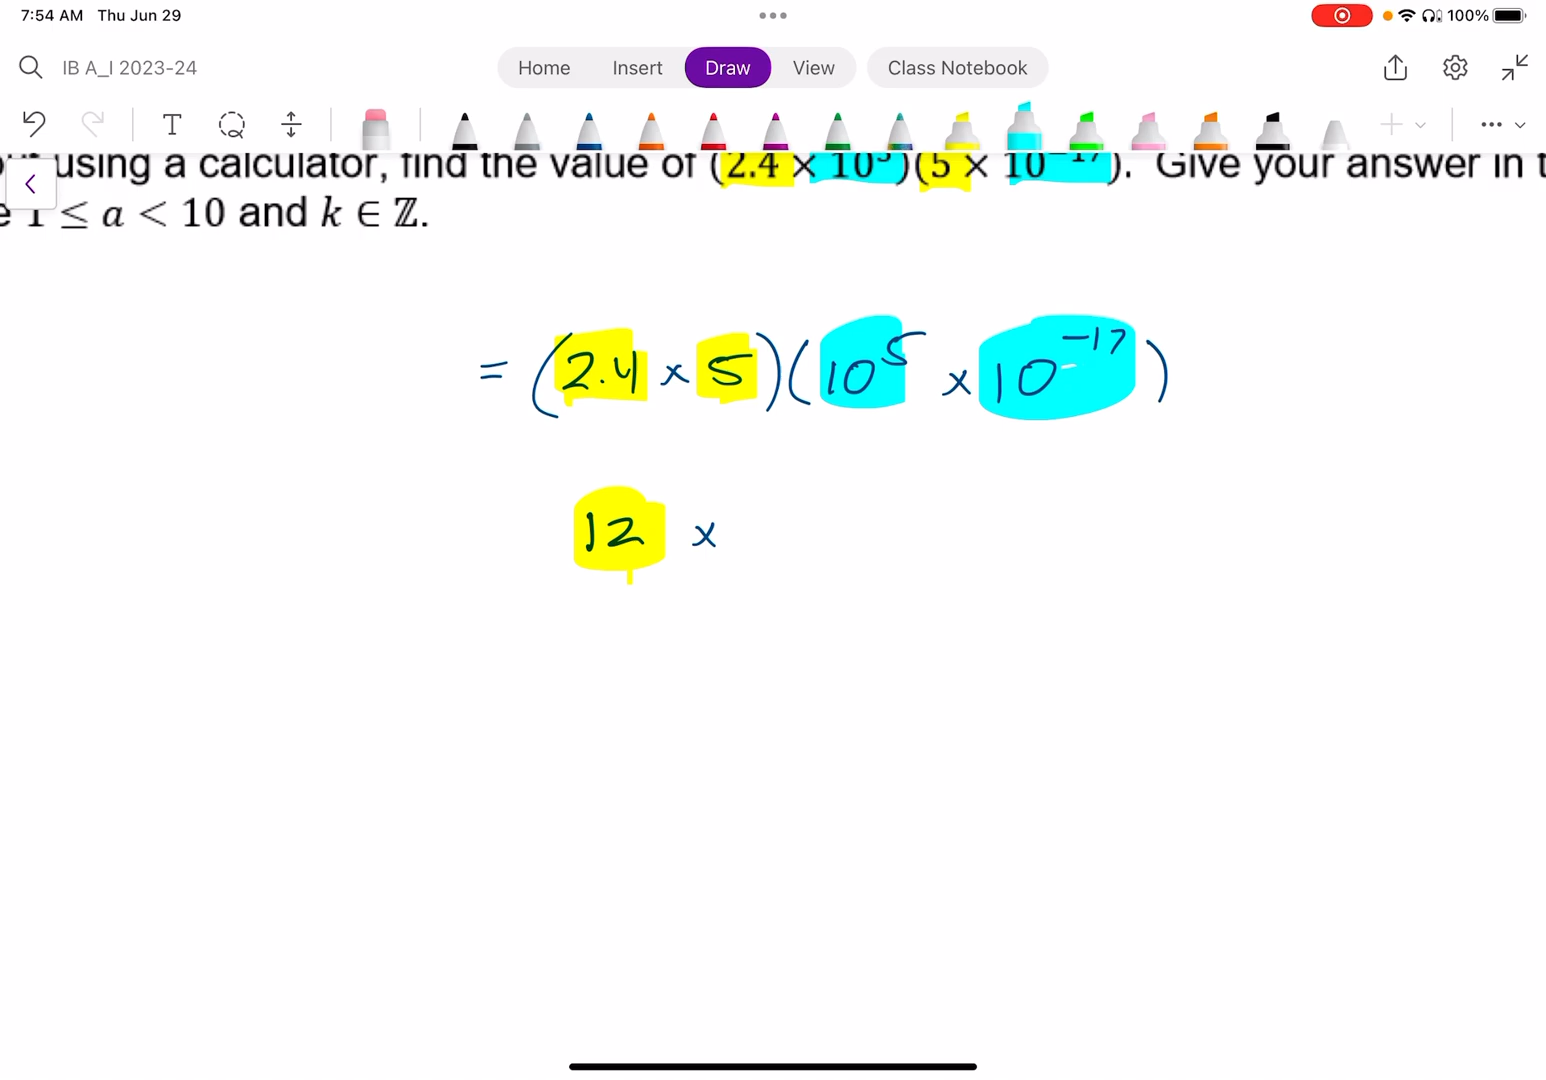 7:54 AM Thu Jun 29
100%
IB A_I 2023-24
Home Insert Draw View Class Notebook
T
using a calculator, find the value of (2.4 × 10⁵)(5 × 10⁻¹⁷). Give your answer in
1 ≤ a < 10 and k ∈ ℤ.
= (2.4 × 5)(10⁵ × 10⁻¹⁷)
12 ×